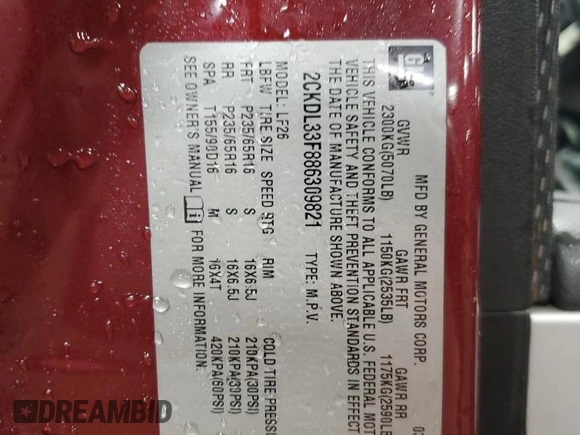 GM
MFD BY GENERAL MOTORS CORP. 03
GVWR GAWR FRT GAWR RR
2300KG(5070LB) 1150KG(2535LB) 1175KG(2590LB
THIS VEHICLE CONFORMS TO ALL APPLICABLE U.S. FEDERAL MOT
VEHICLE SAFETY AND THEFT PREVENTION STANDARDS IN EFFECT
THE DATE OF MANUFACTURE SHOWN ABOVE.
2CKDL33F886309821 TYPE: M.P.V.
MODEL: LF26
LBFW TIRE SIZE SPEED RTG RIM COLD TIRE PRESS
FRT P235/65R16 S 16X6.5J 210KPA(30PSI)
RR P235/65R16 S 16X6.5J 210KPA(30PSI)
SPA T155/90D16 M 16X4T 420KPA(60PSI)
SEE OWNER'S MANUAL i FOR MORE INFORMATION.
DREAMBID